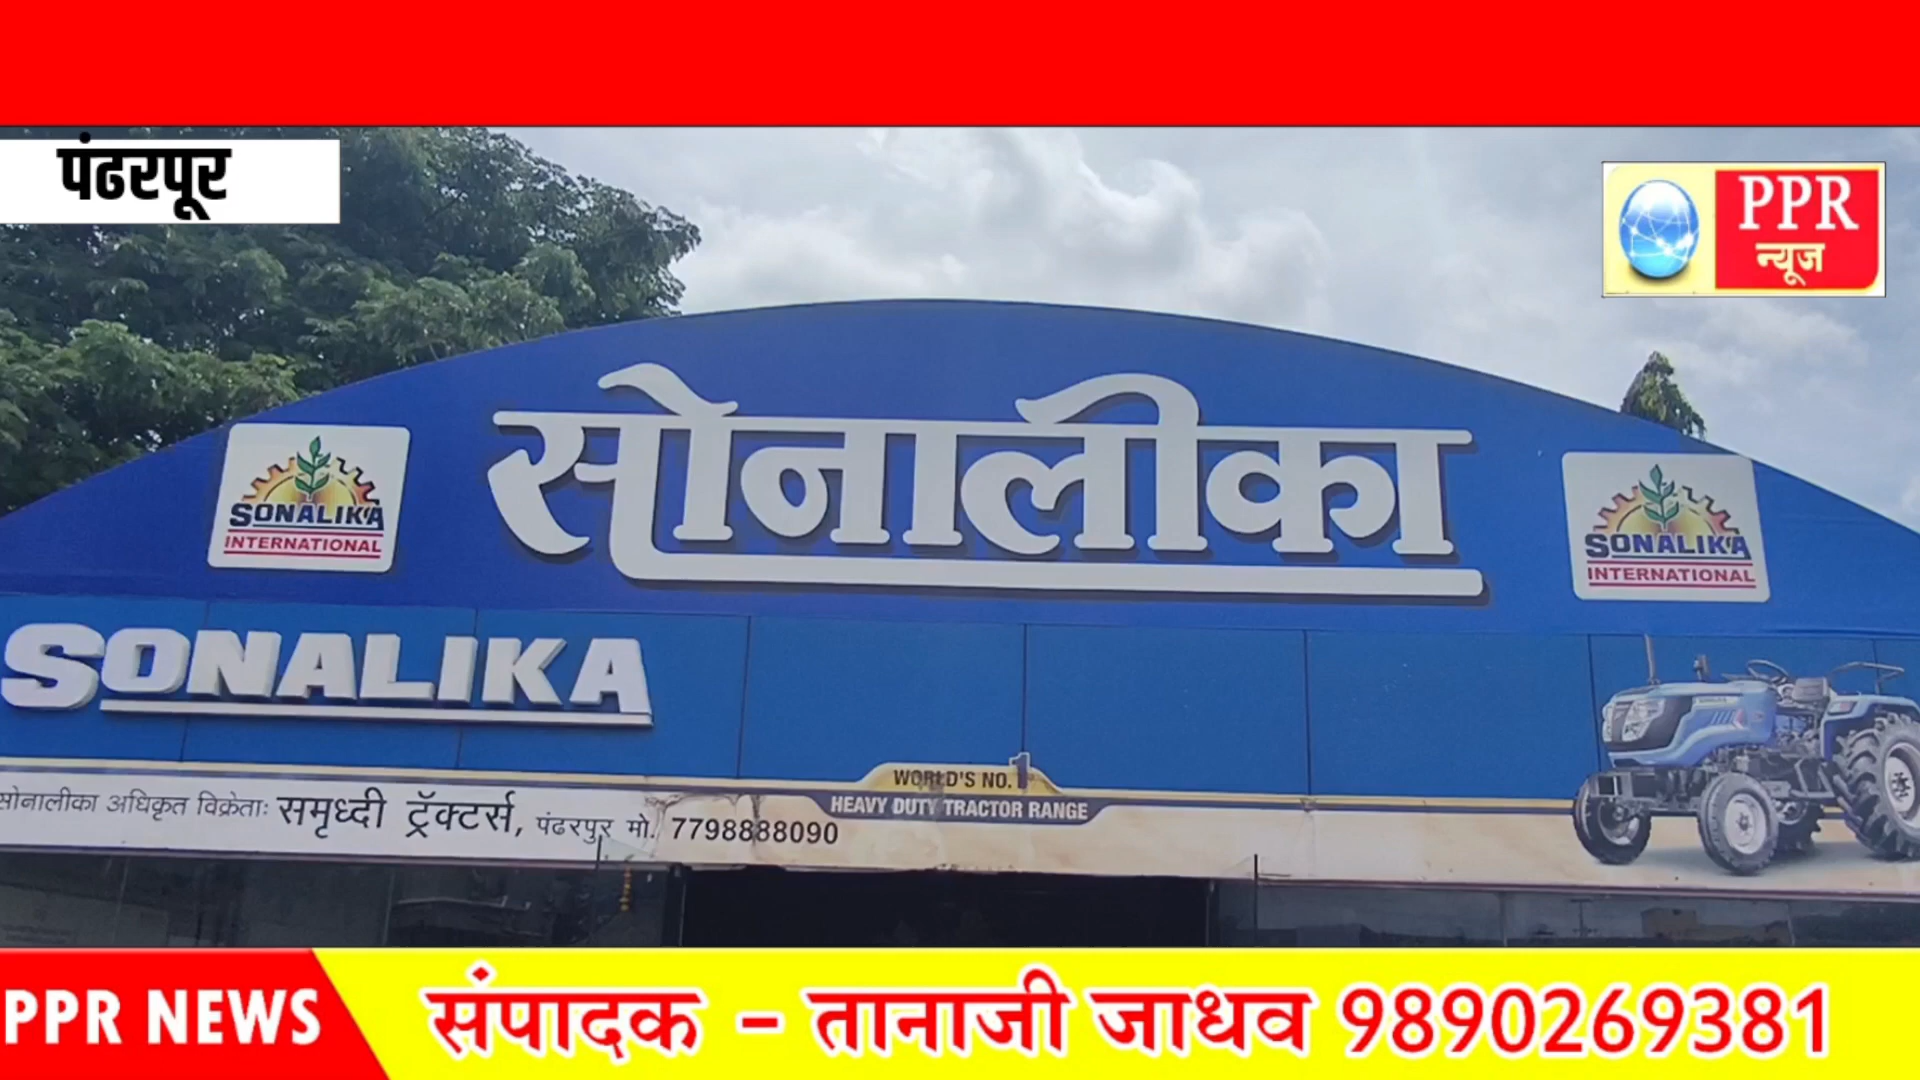 पंढरपूर
PPR
न्यूज
सोनालीका
SONALIKA
INTERNATIONAL
SONALIKA
INTERNATIONAL
SONALIKA
WORLD'S NO.1
HEAVY DUTY TRACTOR RANGE
सोनालीका अधिकृत विक्रेताः समृध्दी ट्रॅक्टर्स, पंढरपुर मो. 7798888090
PPR NEWS
संपादक - तानाजी जाधव 9890269381